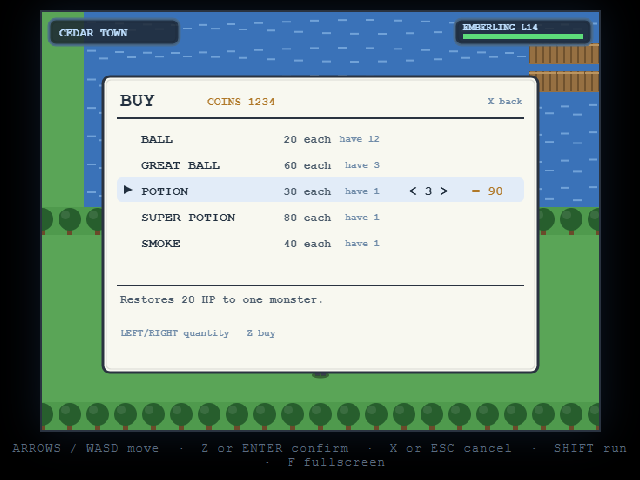 CEDAR TOWN
EMBERLING L14
BUY COINS 1234 X back
BALL 20 each have 12
GREAT BALL 60 each have 3
► POTION 30 each have 1 < 3 > — 90
SUPER POTION 80 each have 1
SMOKE 40 each have 1
Restores 20 HP to one monster.
LEFT/RIGHT quantity Z buy
ARROWS / WASD move · Z or ENTER confirm · X or ESC cancel · SHIFT run
· F fullscreen